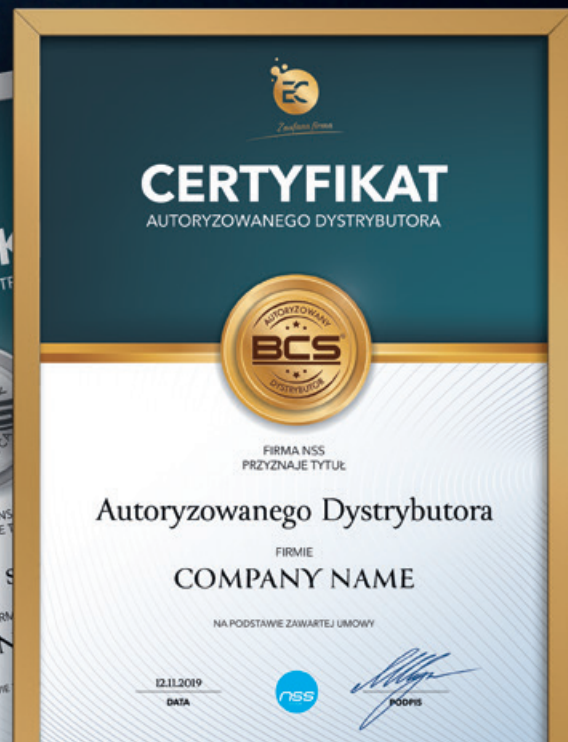 EC
Zaufana firma
CERTYFIKAT
AUTORYZOWANEGO DYSTRYBUTORA
AUTORYZOWANY
BCS
DYSTRYBUTOR
FIRMA NSS
PRZYZNAJE TYTUŁ
Autoryzowanego Dystrybutora
FIRMIE
COMPANY NAME
NA PODSTAWIE ZAWARTEJ UMOWY
12.11.2019
DATA
nss
PODPIS